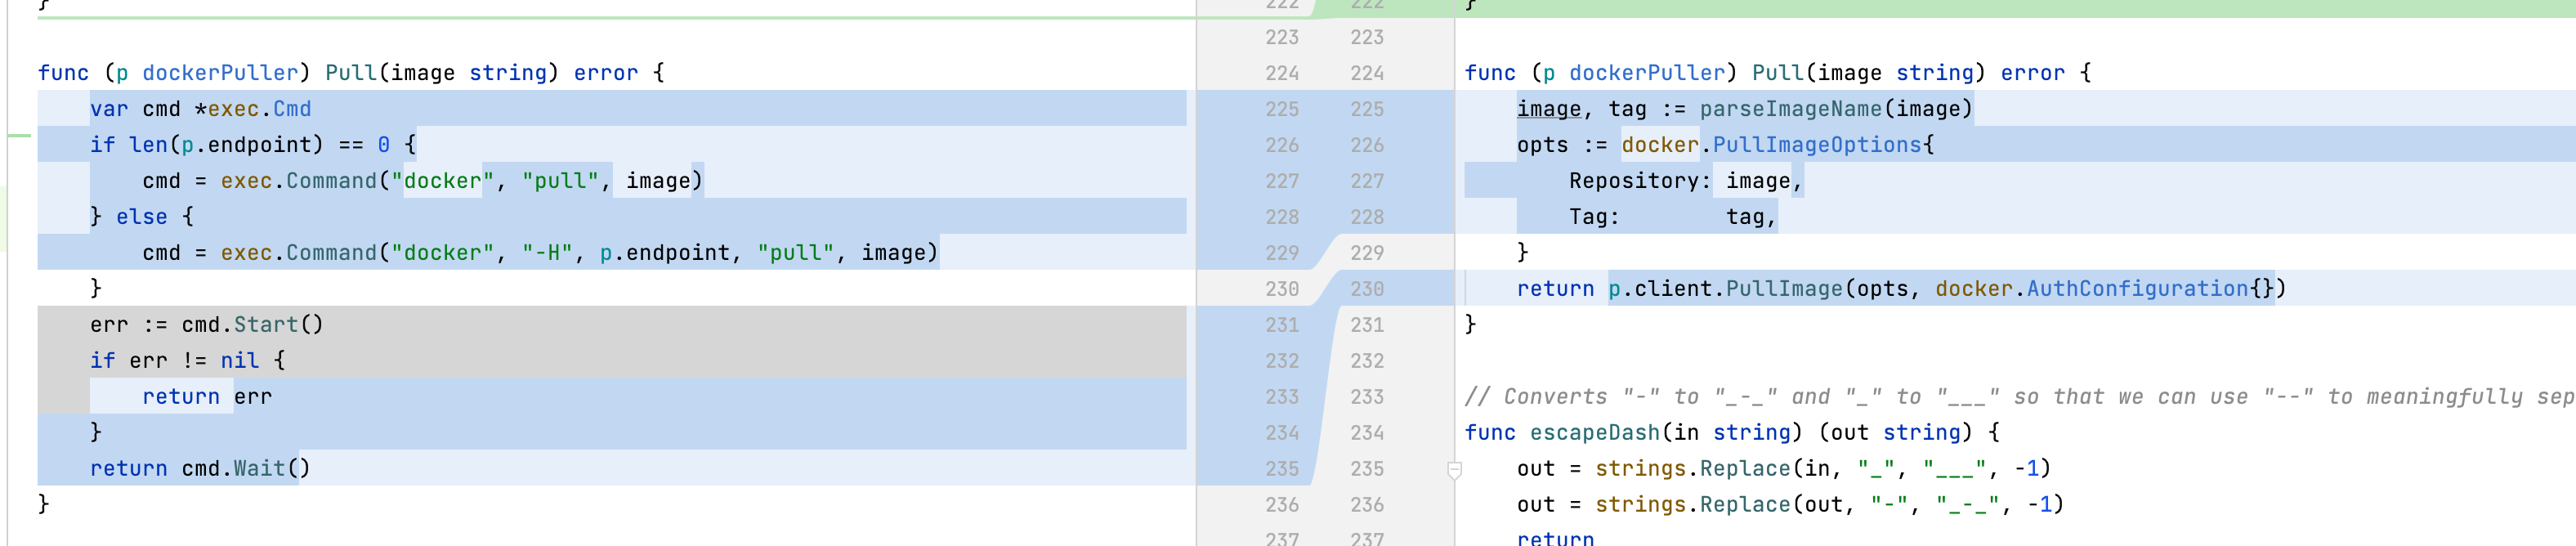 }
func (p dockerPuller) Pull(image string) error {
    var cmd *exec.Cmd
    if len(p.endpoint) == 0 {
        cmd = exec.Command("docker", "pull", image)
    } else {
        cmd = exec.Command("docker", "-H", p.endpoint, "pull", image)
    }
    err := cmd.Start()
    if err != nil {
        return err
    }
    return cmd.Wait()
}
222 222
223 223
224 224
225 225
226 226
227 227
228 228
229 229
230 230
231 231
232 232
233 233
234 234
235 235
236 236
237 237
}
func (p dockerPuller) Pull(image string) error {
    image, tag := parseImageName(image)
    opts := docker.PullImageOptions{
        Repository: image,
        Tag:        tag,
    }
    return p.client.PullImage(opts, docker.AuthConfiguration{})
}
// Converts "-" to "_-_" and "_" to "___" so that we can use "--" to meaningfully sep
func escapeDash(in string) (out string) {
    out = strings.Replace(in, "_", "___", -1)
    out = strings.Replace(out, "-", "_-_", -1)
    return